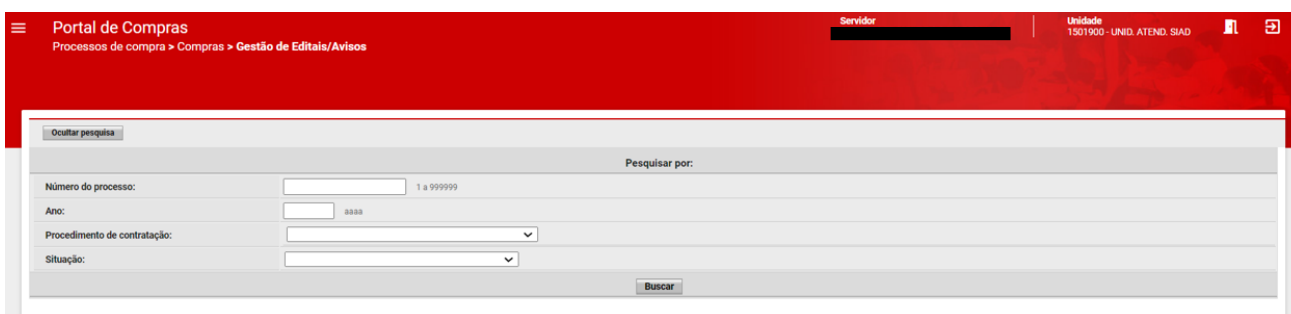 Portal de Compras
Processos de compra > Compras > Gestão de Editais/Avisos
Servidor
Unidade
1501900 - UNID. ATEND. SIAD
Ocultar pesquisa
Pesquisar por:
Número do processo:
1 a 999999
Ano:
aaaa
Procedimento de contratação:
Situação:
Buscar